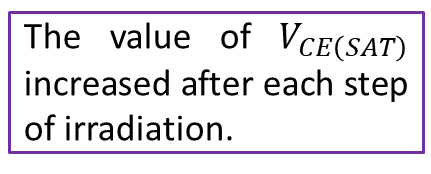 The value of V_{CE(SAT)}
increased after each step
of irradiation.